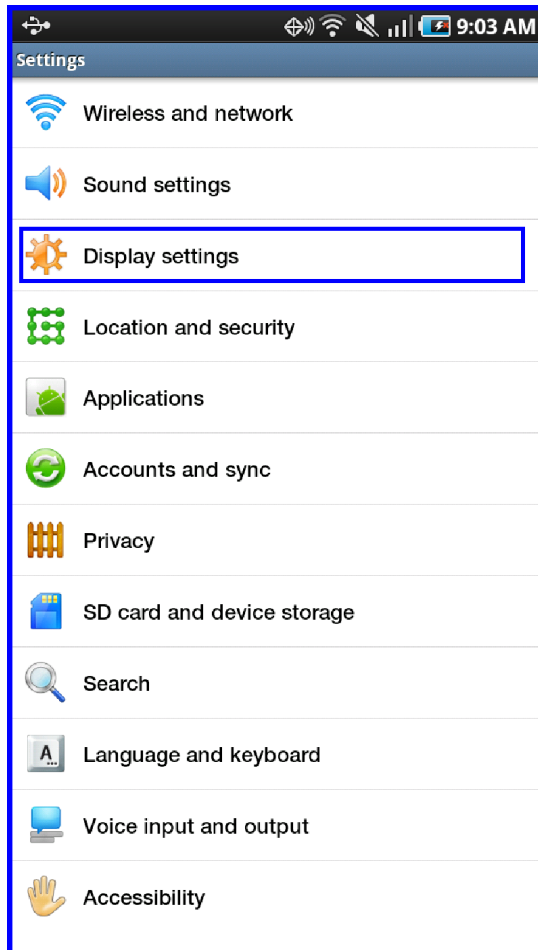 9:03 AM
Settings
Wireless and network
Sound settings
Display settings
Location and security
Applications
Accounts and sync
Privacy
SD card and device storage
Search
A...
Language and keyboard
Voice input and output
Accessibility